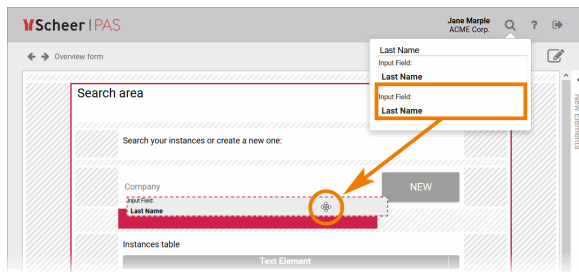 Scheer PAS
Jane Marple
ACME Corp.
?
Overview form
Last Name
Input Field:
Last Name
Input Field:
Last Name
New Elements
Search area
Search your instances or create a new one:
Company
NEW
Input Field:
Last Name
Instances table
Text Element